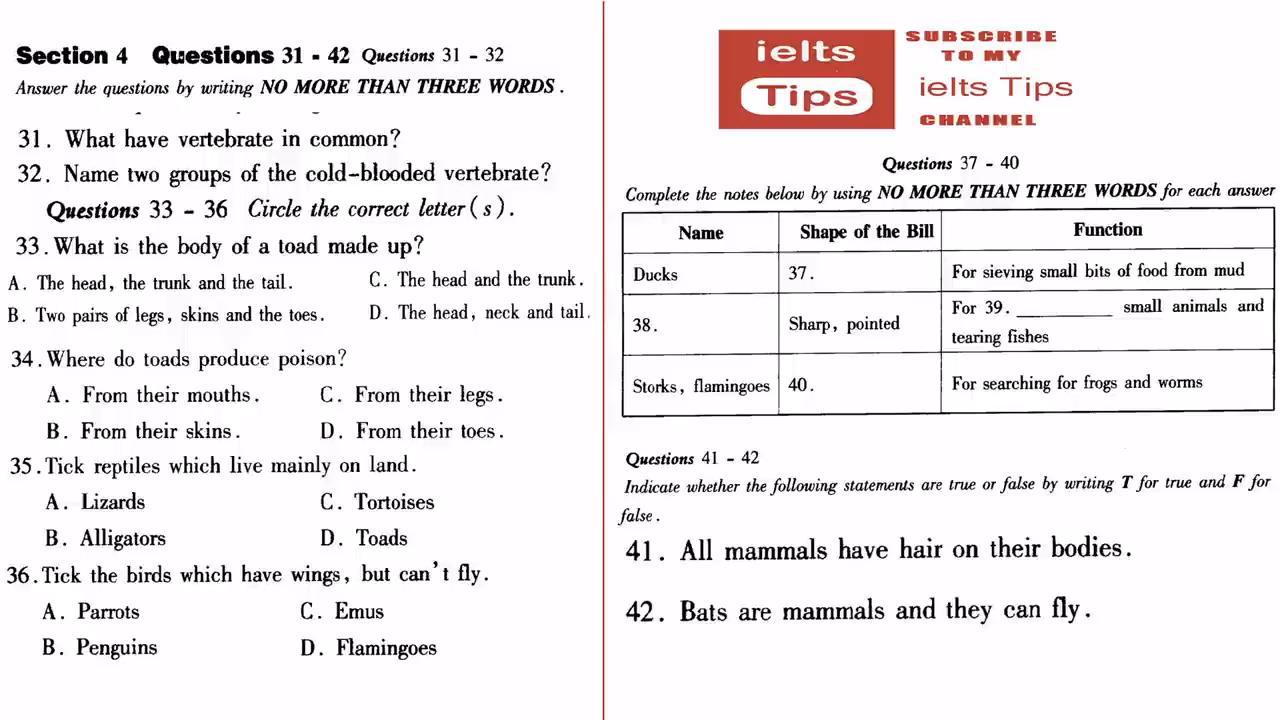 Section 4 Questions 31 - 42 Questions 31 - 32
Answer the questions by writing NO MORE THAN THREE WORDS.
31. What have vertebrate in common?
32. Name two groups of the cold-blooded vertebrate?
Questions 33 - 36 Circle the correct letter(s).
33. What is the body of a toad made up?
A. The head, the trunk and the tail. C. The head and the trunk.
B. Two pairs of legs, skins and the toes. D. The head, neck and tail.
34. Where do toads produce poison?
A. From their mouths. C. From their legs.
B. From their skins. D. From their toes.
35. Tick reptiles which live mainly on land.
A. Lizards C. Tortoises
B. Alligators D. Toads
36. Tick the birds which have wings, but can't fly.
A. Parrots C. Emus
B. Penguins D. Flamingoes
ielts
Tips
SUBSCRIBE
TO MY
ielts Tips
CHANNEL
Questions 37 - 40
Complete the notes below by using NO MORE THAN THREE WORDS for each answer
Name Shape of the Bill Function
Ducks 37. For sieving small bits of food from mud
38. Sharp, pointed For 39. __________ small animals and
tearing fishes
Storks, flamingoes 40. For searching for frogs and worms
Questions 41 - 42
Indicate whether the following statements are true or false by writing T for true and F for
false.
41. All mammals have hair on their bodies.
42. Bats are mammals and they can fly.